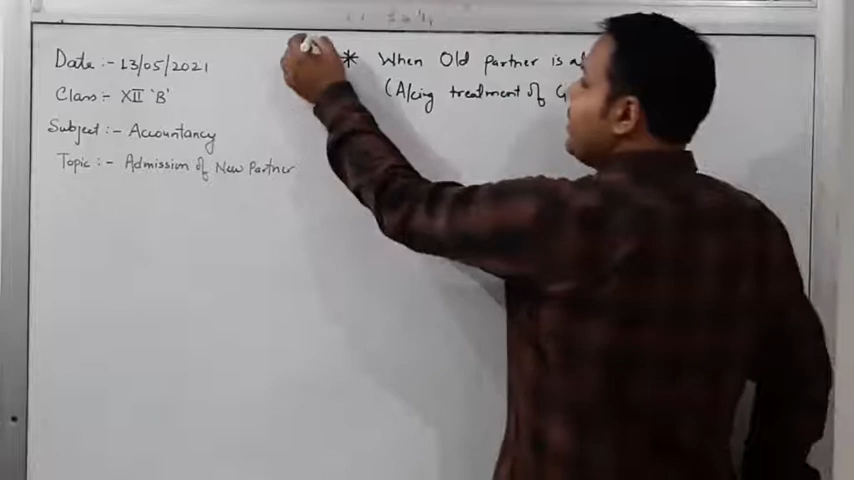 Date :- 13/05/2021
Class :- XII 'B'
Subject :- Accountancy
Topic :- Admission of New Partner
* When Old partner is
(A/cing treatment of G